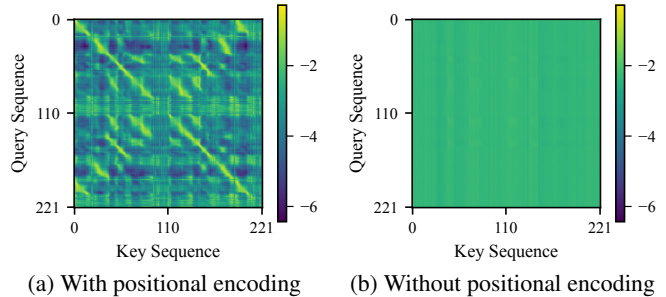 0
110
221
Query Sequence
0 110 221
Key Sequence
−2
−4
−6
(a) With positional encoding
0
110
221
Query Sequence
0 110 221
Key Sequence
−2
−4
−6
(b) Without positional encoding